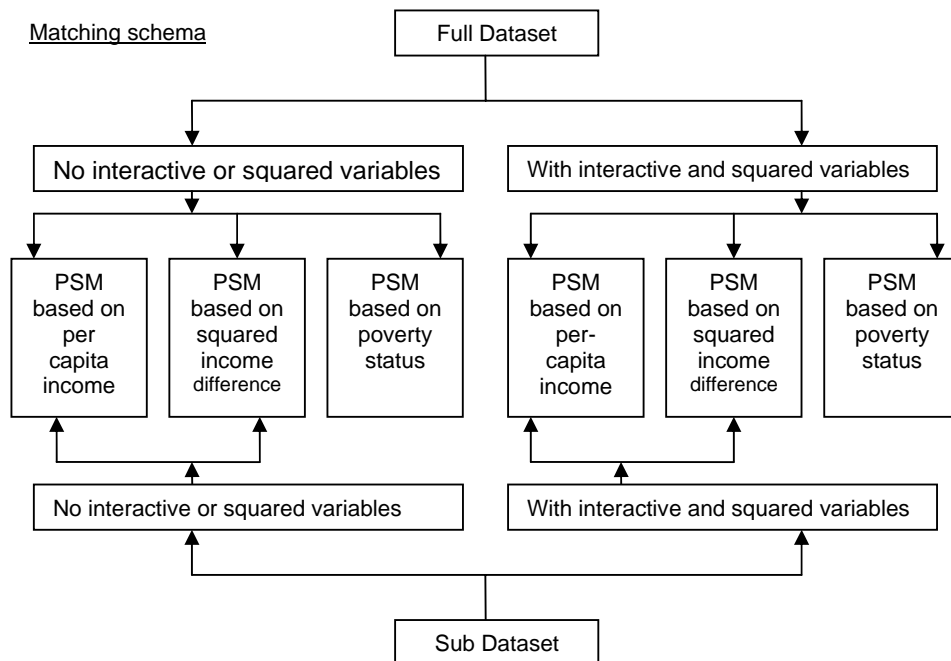 Matching schema
Full Dataset
No interactive or squared variables
With interactive and squared variables
PSM
based on
per
capita
income
PSM
based on
squared
income
difference
PSM
based on
poverty
status
PSM
based on
per-
capita
income
PSM
based on
squared
income
difference
PSM
based on
poverty
status
No interactive or squared variables
With interactive and squared variables
Sub Dataset